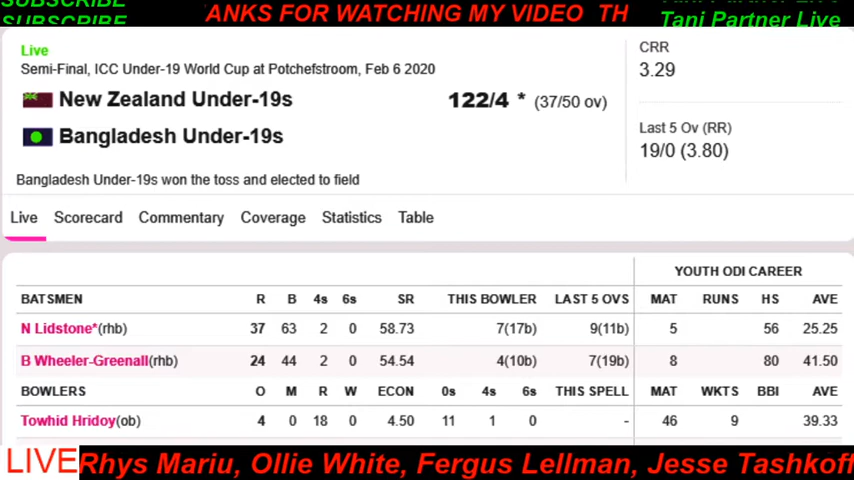 SUBSCRIBE
SUBSCRIBE
ANKS FOR WATCHING MY VIDEO TH
Tani Partner Live
Live
Semi-Final, ICC Under-19 World Cup at Potchefstroom, Feb 6 2020
New Zealand Under-19s 122/4 * (37/50 ov)
Bangladesh Under-19s
Bangladesh Under-19s won the toss and elected to field
CRR
3.29
Last 5 Ov (RR)
19/0 (3.80)
Live Scorecard Commentary Coverage Statistics Table
YOUTH ODI CAREER
BATSMEN R B 4s 6s SR THIS BOWLER LAST 5 OVS MAT RUNS HS AVE
N Lidstone*(rhb) 37 63 2 0 58.73 7(17b) 9(11b) 5 56 25.25
B Wheeler-Greenall(rhb) 24 44 2 0 54.54 4(10b) 7(19b) 8 80 41.50
BOWLERS O M R W ECON 0s 4s 6s THIS SPELL MAT WKTS BBI AVE
Towhid Hridoy(ob) 4 0 18 0 4.50 11 1 0 - 46 9 39.33
LIVE Rhys Mariu, Ollie White, Fergus Lellman, Jesse Tashkoff